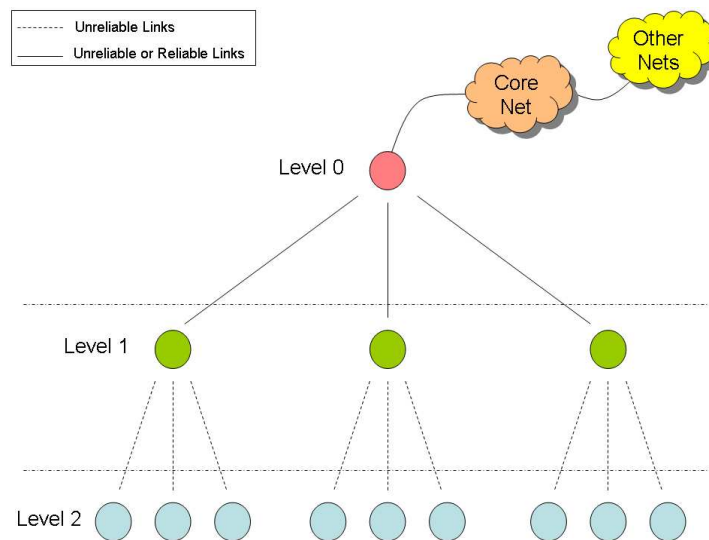 Unreliable Links
Unreliable or Reliable Links
Other
Nets
Core
Net
Level 0
Level 1
Level 2